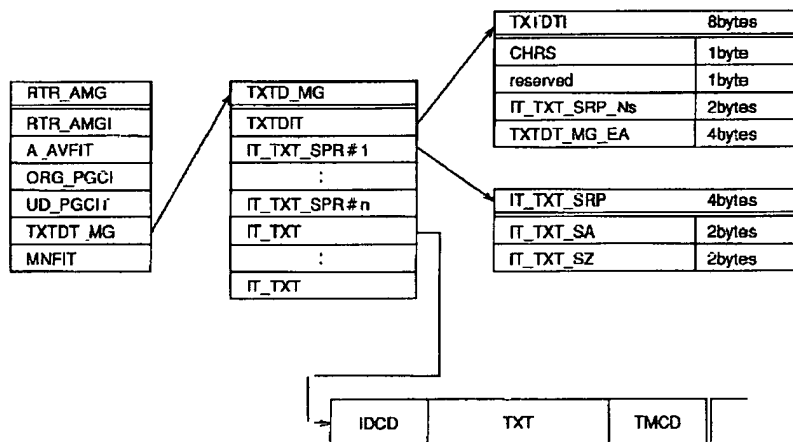 RTR_AMG
RTR_AMGI
A_AVFIT
ORG_PGCI
UD_PGCIT
TXTDT_MG
MNFIT
TXTD_MG
TXTDIT
IT_TXT_SPR#1
:
IT_TXT_SPR#n
IT_TXT
:
IT_TXT
TXTDTI 8bytes
CHRS 1byte
reserved 1byte
IT_TXT_SRP_Ns 2bytes
TXTDT_MG_EA 4bytes
IT_TXT_SRP 4bytes
IT_TXT_SA 2bytes
IT_TXT_SZ 2bytes
IDCD TXT TMCD